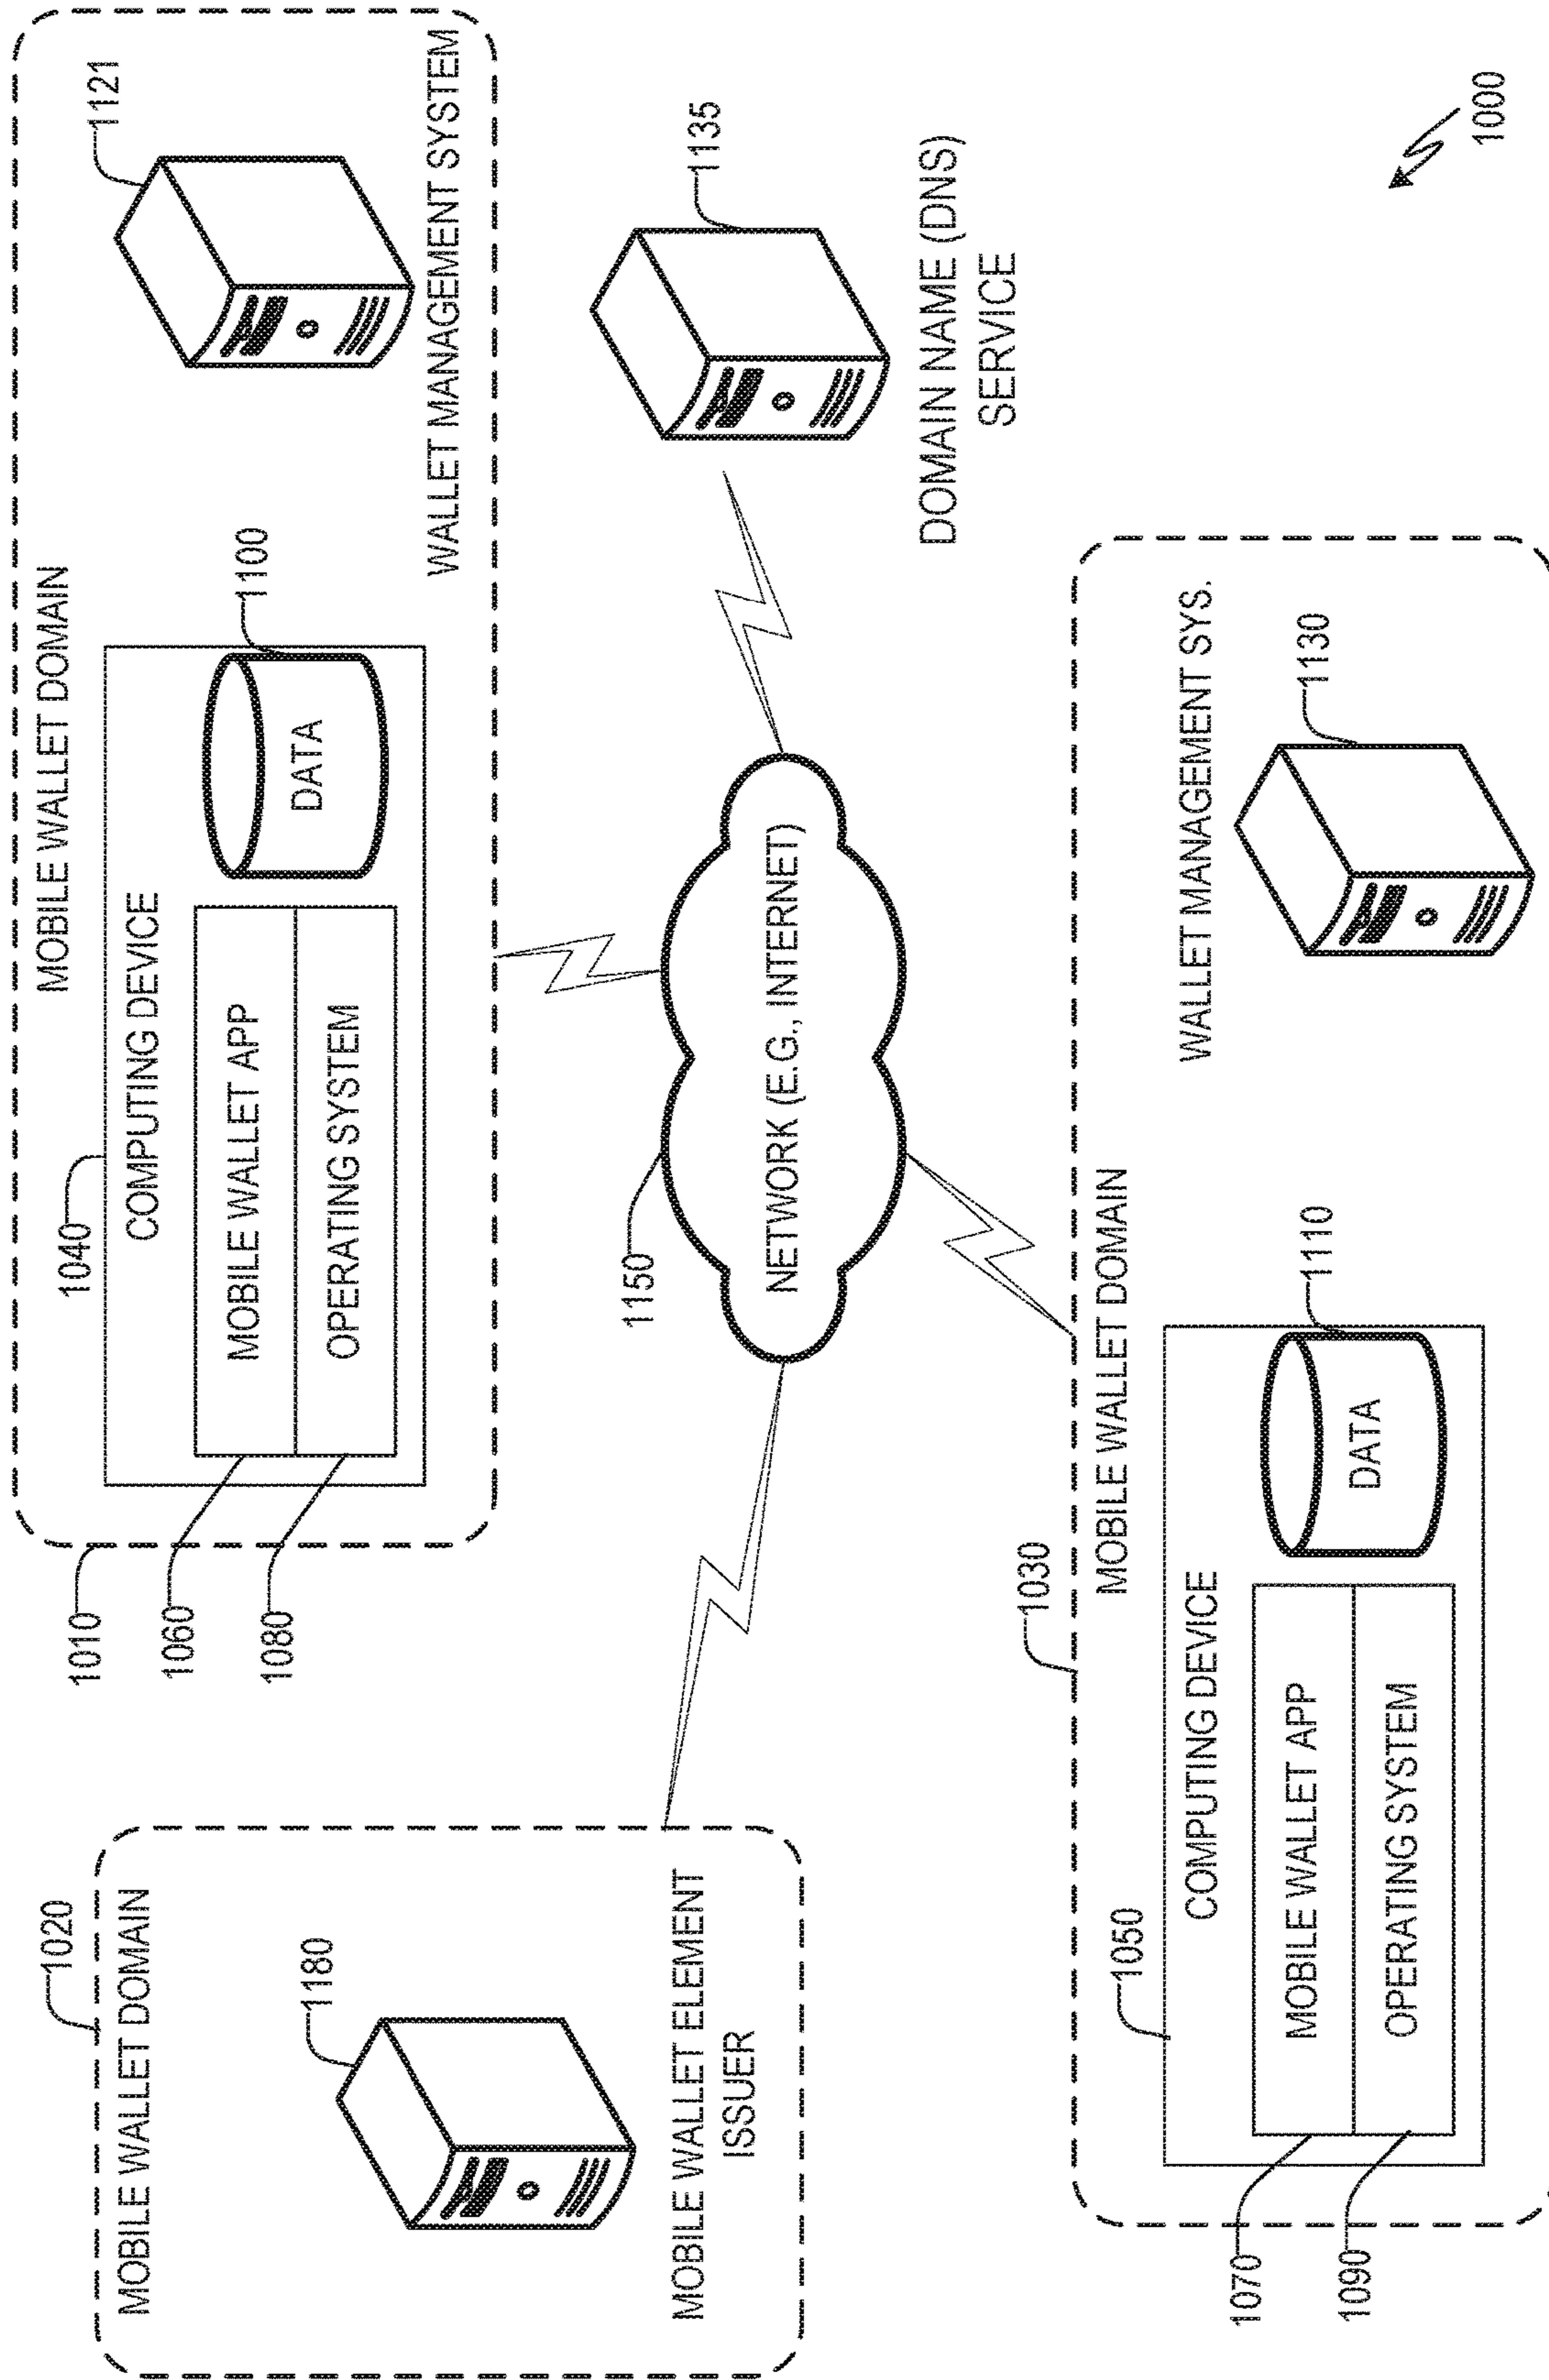 1020
MOBILE WALLET DOMAIN
1180
MOBILE WALLET ELEMENT
ISSUER
1010
1060
1080
1040
MOBILE WALLET DOMAIN
COMPUTING DEVICE
MOBILE WALLET APP
OPERATING SYSTEM
DATA
1100
1121
WALLET MANAGEMENT SYSTEM
1150
NETWORK (E.G., INTERNET)
1135
DOMAIN NAME (DNS)
SERVICE
1030
MOBILE WALLET DOMAIN
1050
COMPUTING DEVICE
MOBILE WALLET APP
OPERATING SYSTEM
1070
1090
DATA
1110
WALLET MANAGEMENT SYS.
1130
1000